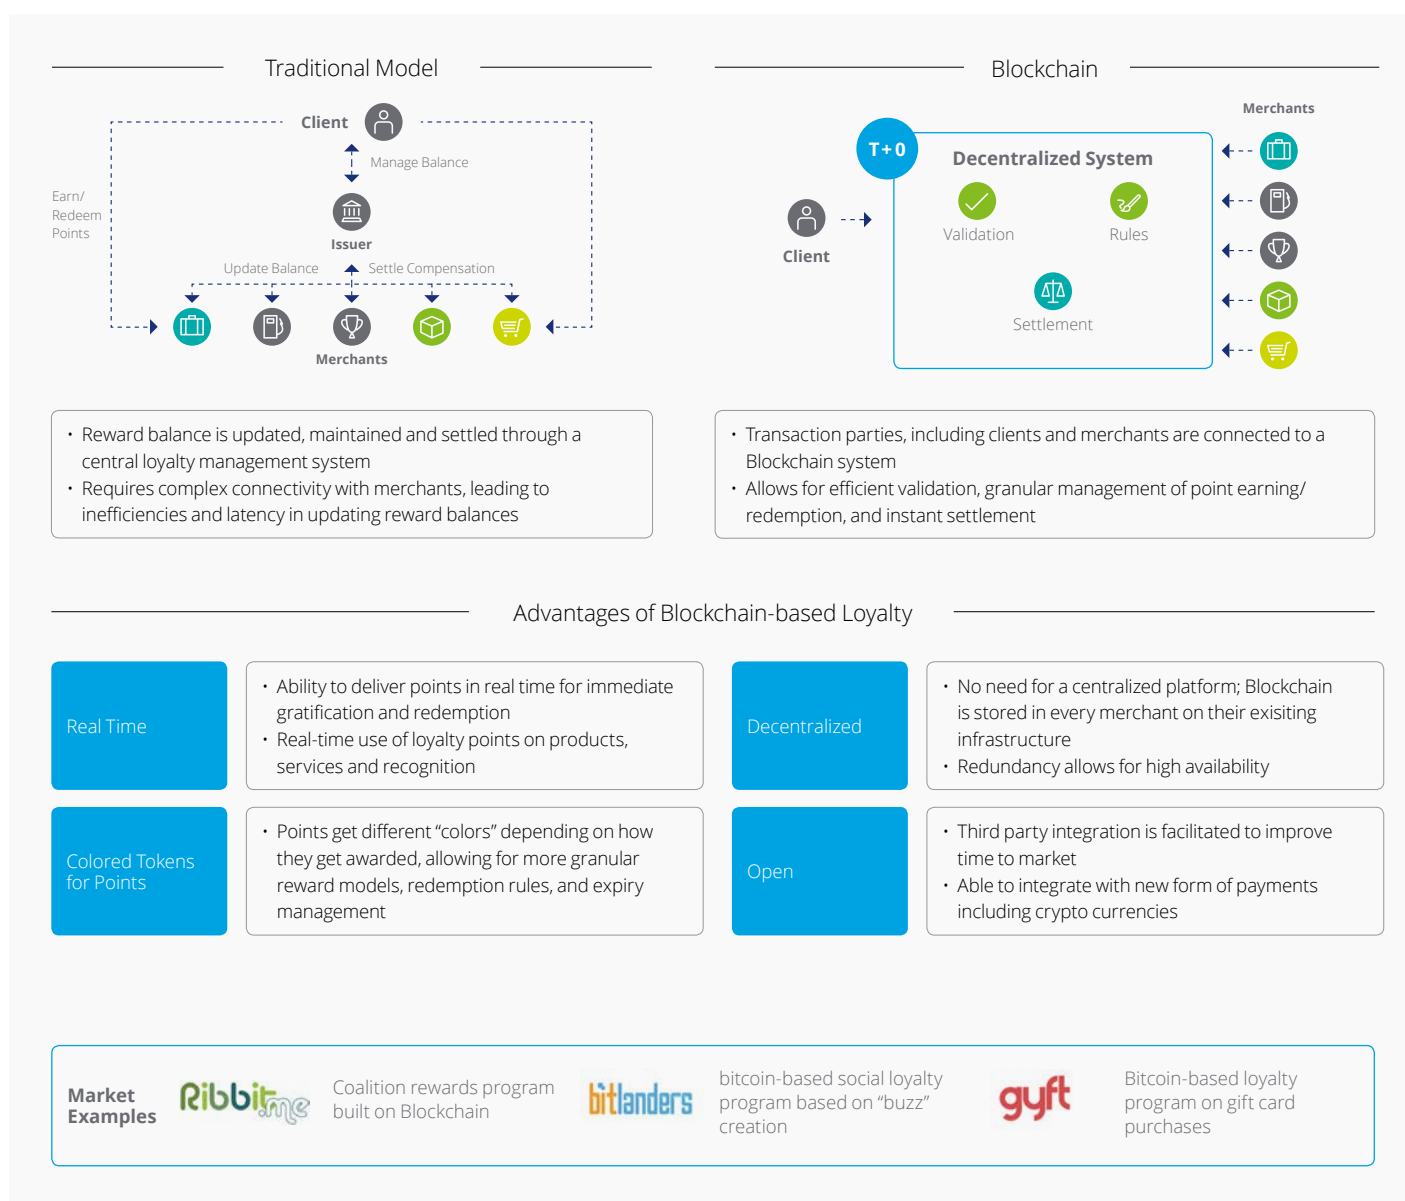 Traditional Model
Client
Manage Balance
Earn/
Redeem
Points
Issuer
Update Balance
Settle Compensation
Merchants
Blockchain
Merchants
T+0
Decentralized System
Validation
Rules
Client
Settlement
• Reward balance is updated, maintained and settled through a
central loyalty management system
• Requires complex connectivity with merchants, leading to
inefficiencies and latency in updating reward balances
• Transaction parties, including clients and merchants are connected to a
Blockchain system
• Allows for efficient validation, granular management of point earning/
redemption, and instant settlement
Advantages of Blockchain-based Loyalty
Real Time
• Ability to deliver points in real time for immediate
gratification and redemption
• Real-time use of loyalty points on products,
services and recognition
Decentralized
• No need for a centralized platform; Blockchain
is stored in every merchant on their exisiting
infrastructure
• Redundancy allows for high availability
Colored Tokens
for Points
• Points get different “colors” depending on how
they get awarded, allowing for more granular
reward models, redemption rules, and expiry
management
Open
• Third party integration is facilitated to improve
time to market
• Able to integrate with new form of payments
including crypto currencies
Market
Examples
Ribbit.me
Coalition rewards program
built on Blockchain
bitlanders
bitcoin-based social loyalty
program based on “buzz”
creation
gyft
Bitcoin-based loyalty
program on gift card
purchases